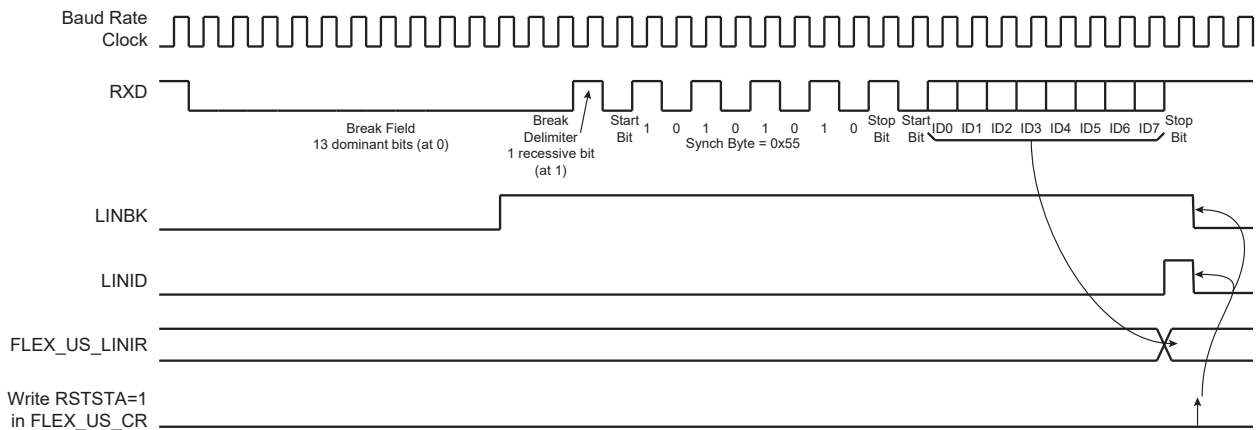 Baud Rate
Clock
RXD
Break Field
13 dominant bits (at 0)
Break
Delimiter
1 recessive bit
(at 1)
Start
Bit
1 0 1 0 1 0 1 0
Synch Byte = 0x55
Stop
Bit
Start
Bit
ID0 ID1 ID2 ID3 ID4 ID5 ID6 ID7
Stop
Bit
LINBK
LINID
FLEX_US_LINIR
Write RSTSTA=1
in FLEX_US_CR